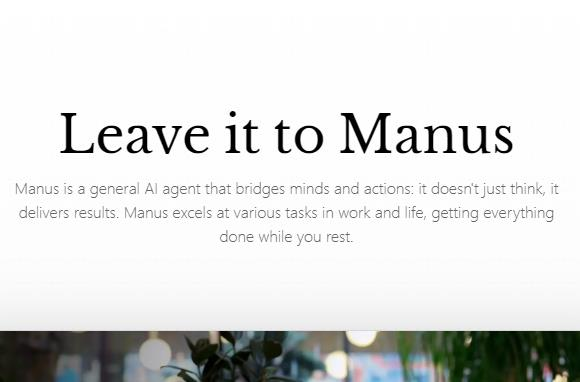 Leave it to Manus
Manus is a general AI agent that bridges minds and actions: it doesn't just think, it
delivers results. Manus excels at various tasks in work and life, getting everything
done while you rest.